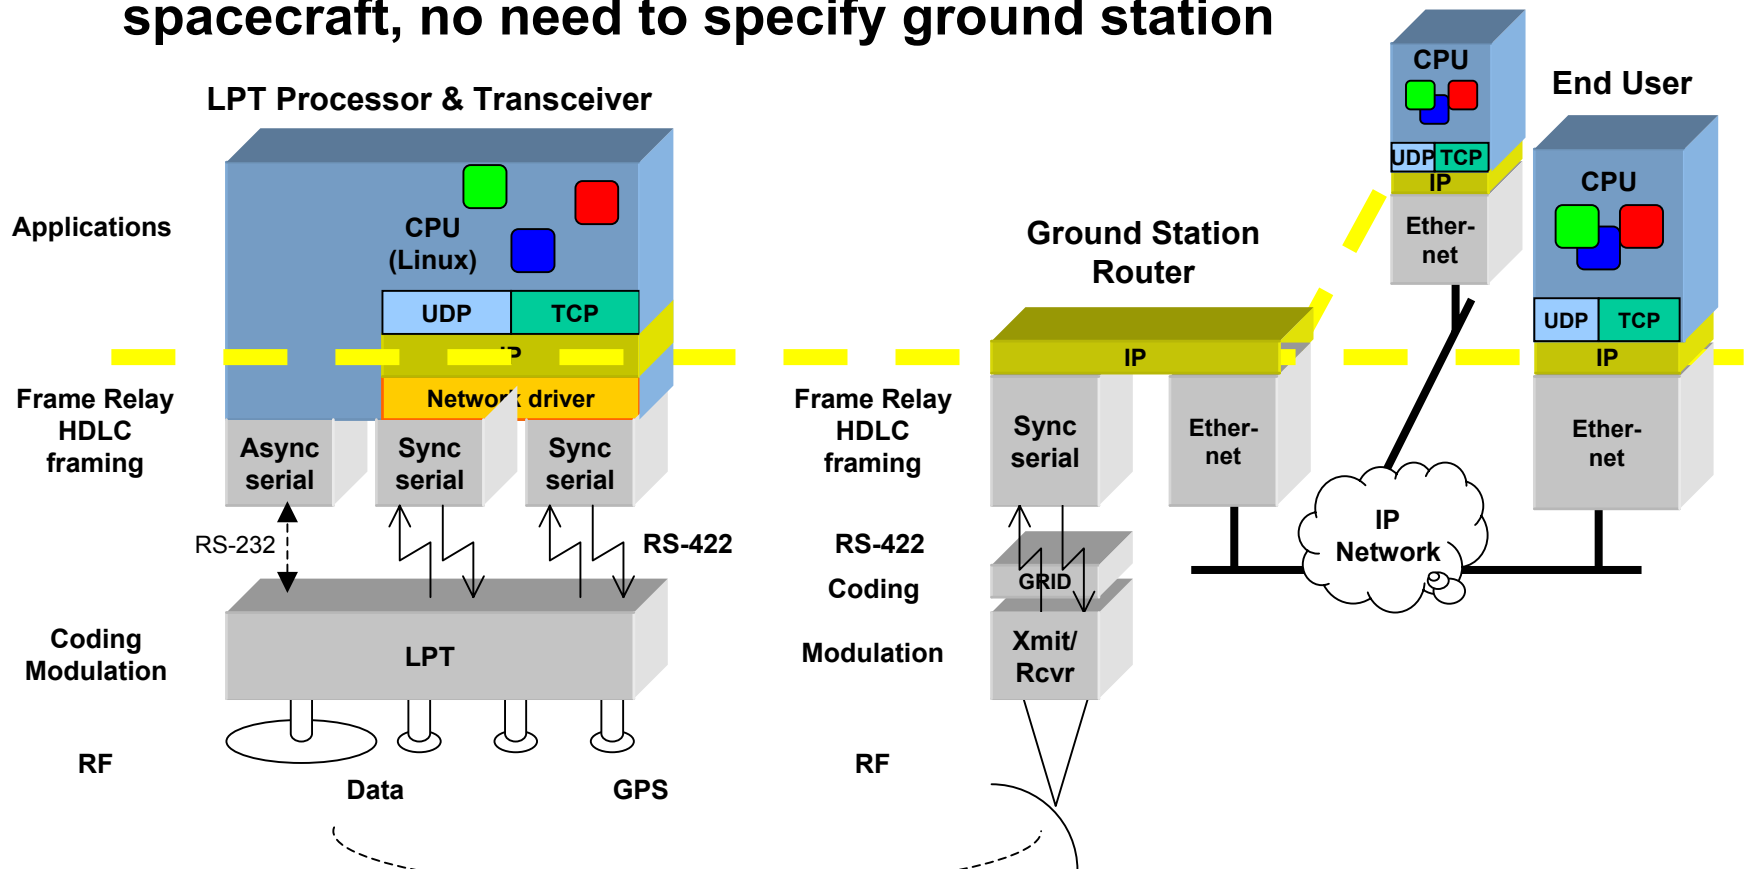 spacecraft, no need to specify ground station
LPT Processor & Transceiver
Applications
CPU
(Linux)
UDP
TCP
IP
Network driver
Frame Relay
HDLC
framing
Async
serial
Sync
serial
Sync
serial
RS-232
RS-422
Coding
Modulation
LPT
RF
Data
GPS
Ground Station
Router
IP
Frame Relay
HDLC
framing
Sync
serial
Ether-
net
RS-422
Coding
GRID
Modulation
Xmit/
Rcvr
RF
CPU
UDP
TCP
IP
Ether-
net
End User
CPU
UDP
TCP
IP
Ether-
net
IP
Network